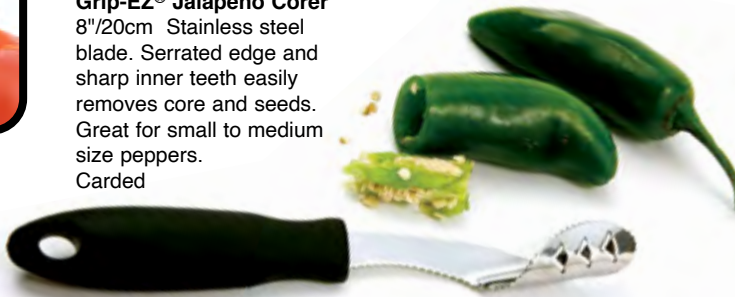 Grip-EZ® Jalapeño Corer
8"/20cm  Stainless steel
blade. Serrated edge and
sharp inner teeth easily
removes core and seeds.
Great for small to medium
size peppers.
Carded